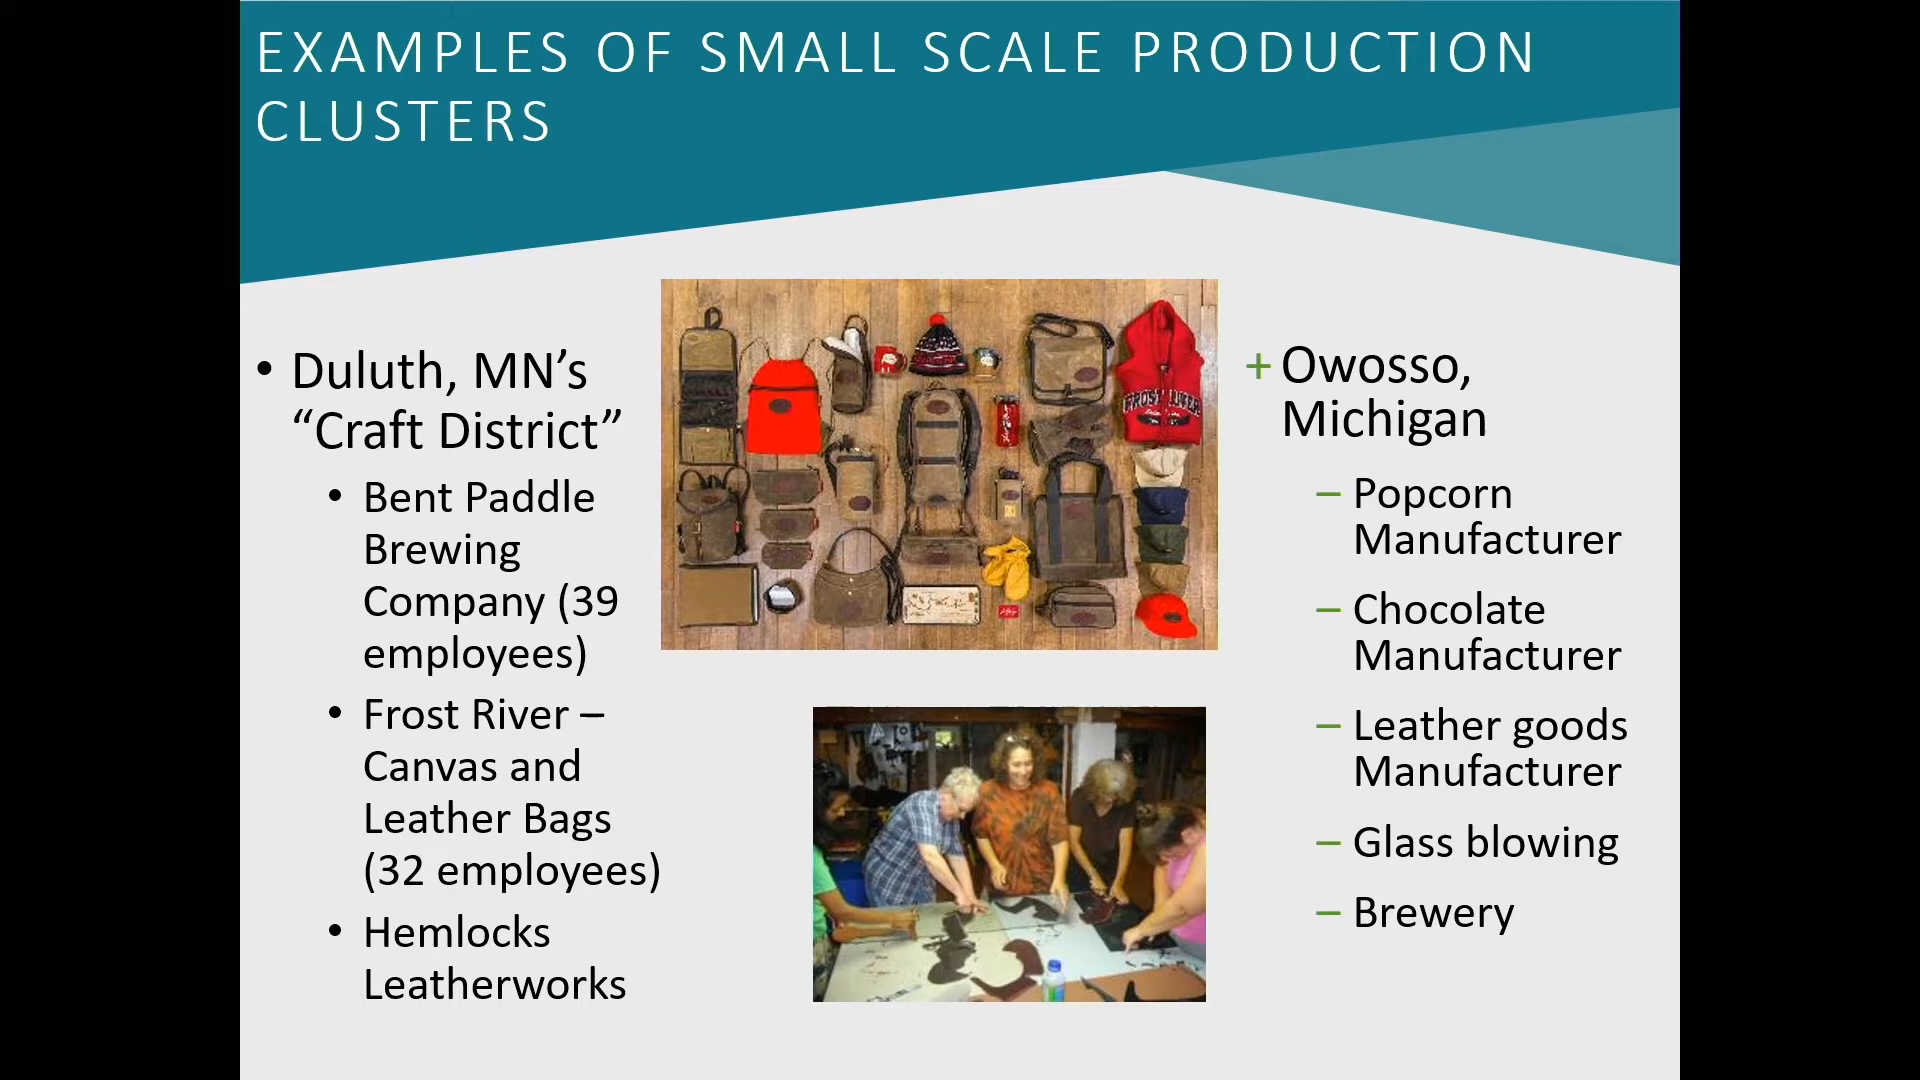 EXAMPLES OF SMALL SCALE PRODUCTION
CLUSTERS
• Duluth, MN’s
“Craft District”
• Bent Paddle
Brewing
Company (39
employees)
• Frost River –
Canvas and
Leather Bags
(32 employees)
• Hemlocks
Leatherworks
FROST RIVER
+ Owosso,
Michigan
– Popcorn
Manufacturer
– Chocolate
Manufacturer
– Leather goods
Manufacturer
– Glass blowing
– Brewery